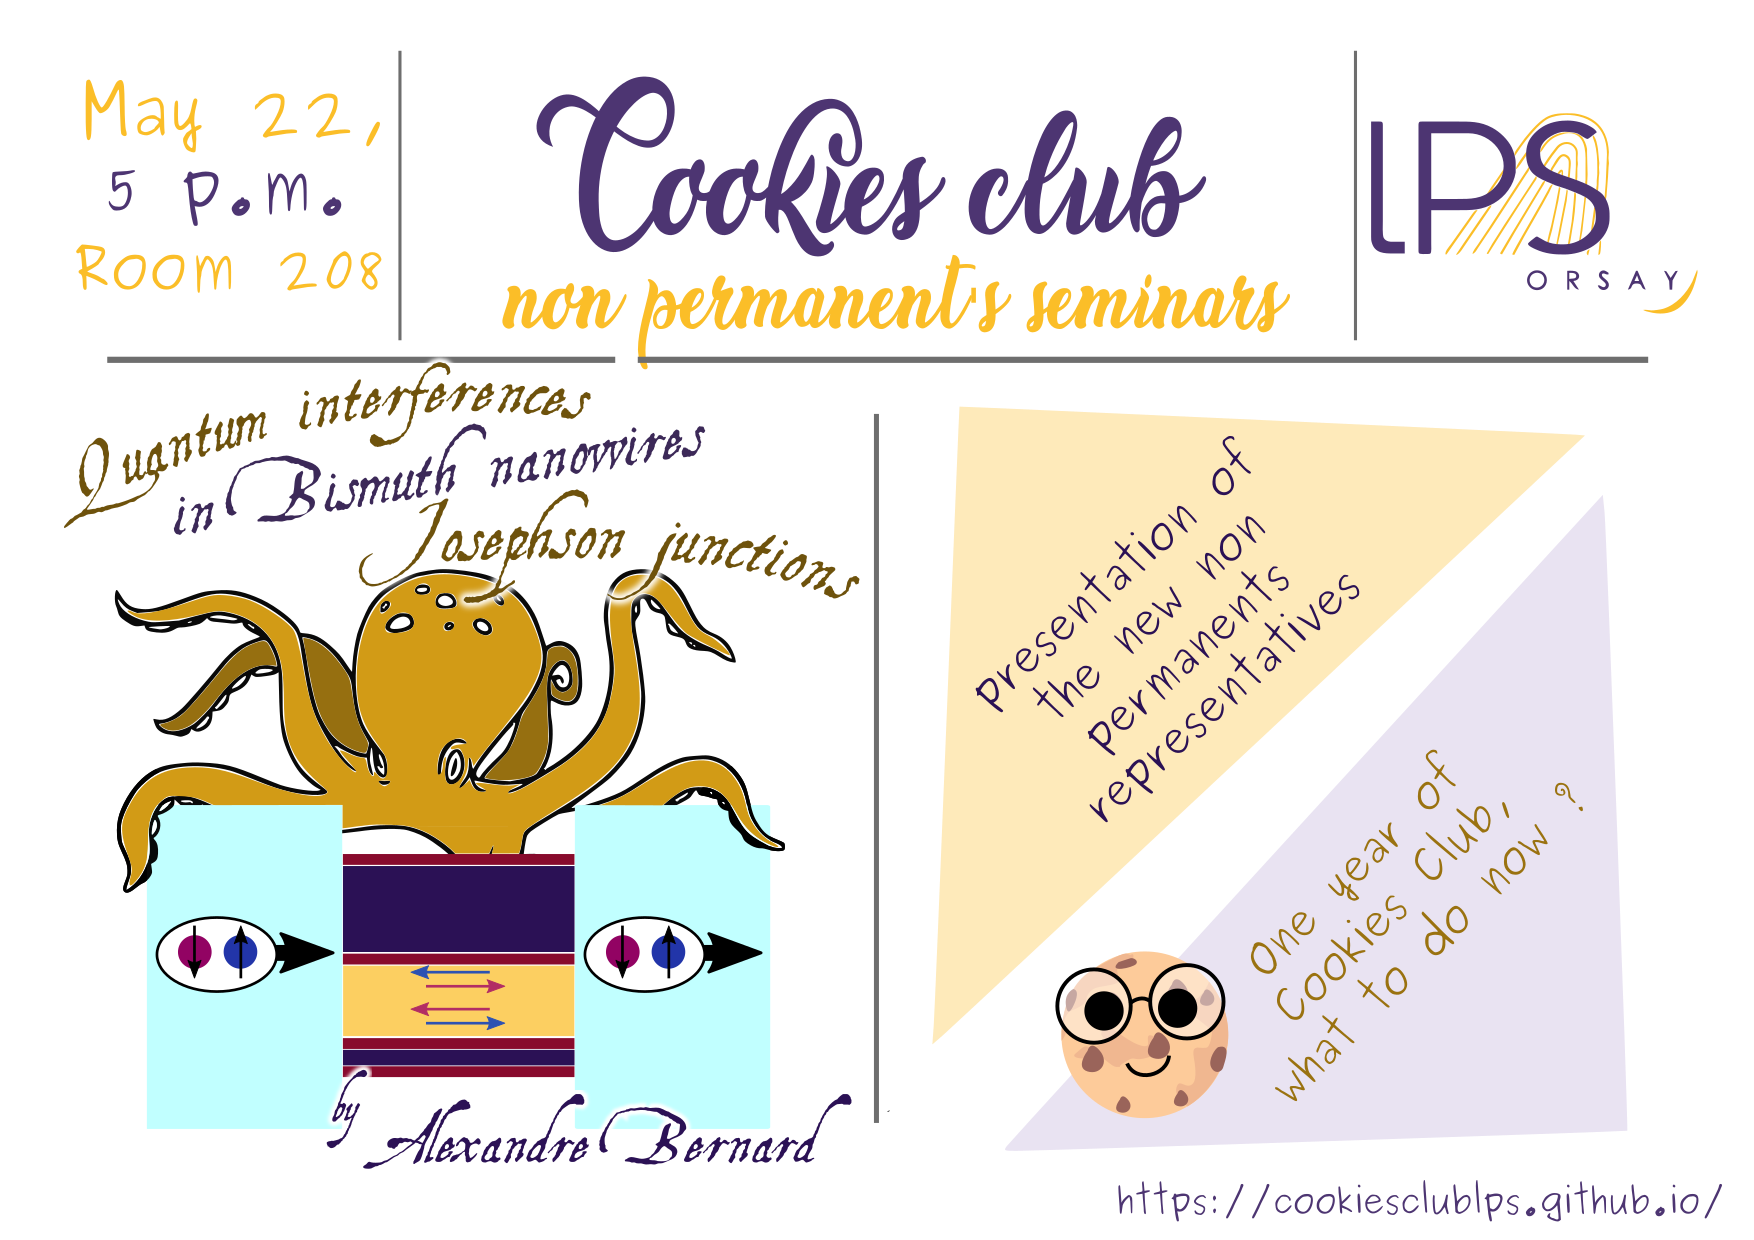 May 22,
5 p.m.
Room 208
Cookies club
non permanent's seminars
LPS
ORSAY
Quantum interferences
in Bismuth nanowires
Josephson junctions
by
Alexandre Bernard
presentation of
the new non
permanents
representatives
One year of
Cookies Club,
what to do now ?
https://cookiesclublps.github.io/